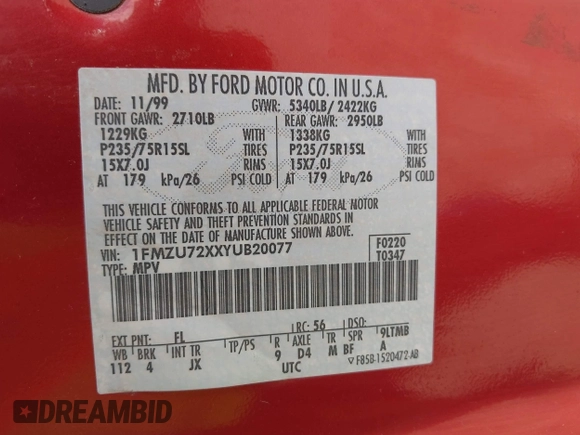 MFD. BY FORD MOTOR CO. IN U.S.A.
DATE: 11/99 GVWR: 5340LB/ 2422KG
FRONT GAWR: 2710LB REAR GAWR: 2950LB
1229KG WITH 1338KG WITH
P235/75R15SL TIRES P235/75R15SL TIRES
15X7.0J RIMS 15X7.0J RIMS
AT 179 kPa/26 PSI COLD AT 179 kPa/26 PSI COLD
THIS VEHICLE CONFORMS TO ALL APPLICABLE FEDERAL MOTOR
VEHICLE SAFETY AND THEFT PREVENTION STANDARDS IN
EFFECT ON THE DATE OF MANUFACTURE SHOWN ABOVE.
VIN: 1FMZU72XXYUB20077 F0220
TYPE: MPV T0347
EXT PNT: FL RC: 56 DSO:
WB BRK INT TR TP/PS R AXLE TR SPR 9LTMB
112 4 JX 9 D4 M BF A
UTC F85B-1520472-AB
DREAMBID